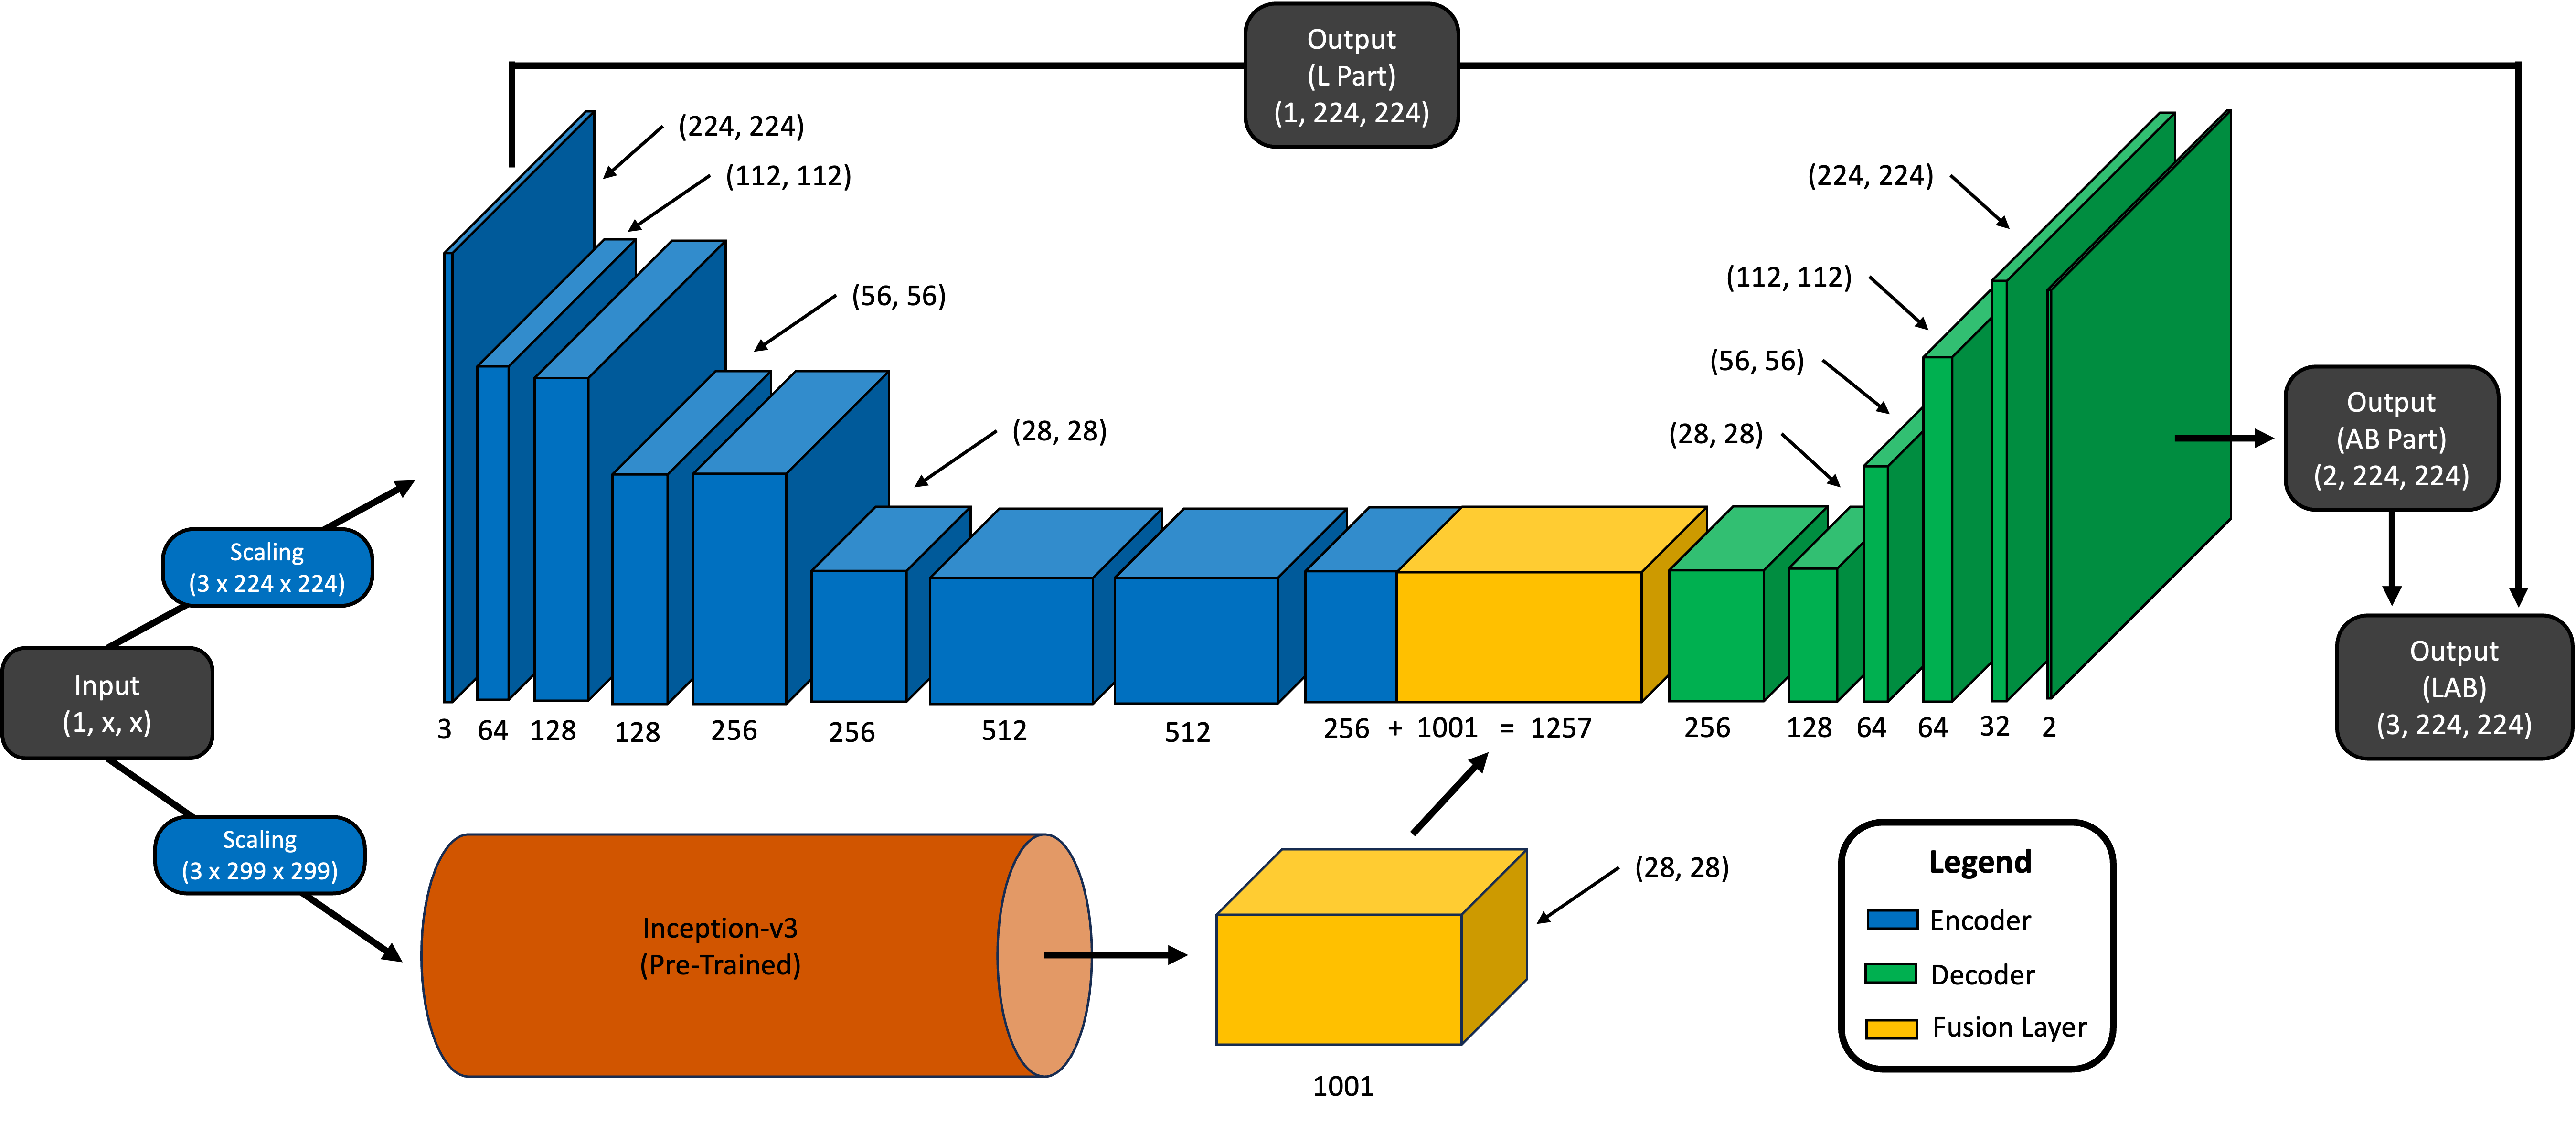 Output
(L Part)
(1, 224, 224)
(224, 224)
(112, 112)
(56, 56)
(28, 28)
(224, 224)
(112, 112)
(56, 56)
(28, 28)
Scaling
(3 x 224 x 224)
Input
(1, x, x)
Scaling
(3 x 299 x 299)
3 64 128 128 256 256 512 512 256 + 1001 = 1257 256 128 64 64 32 2
Output
(AB Part)
(2, 224, 224)
Output
(LAB)
(3, 224, 224)
Inception-v3
(Pre-Trained)
(28, 28)
1001
Legend
Encoder
Decoder
Fusion Layer